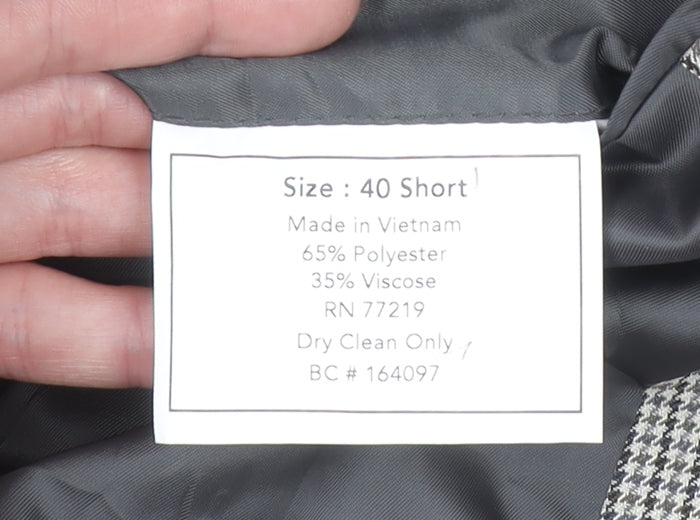 Size : 40 Short
Made in Vietnam
65% Polyester
35% Viscose
RN 77219
Dry Clean Only
BC # 164097